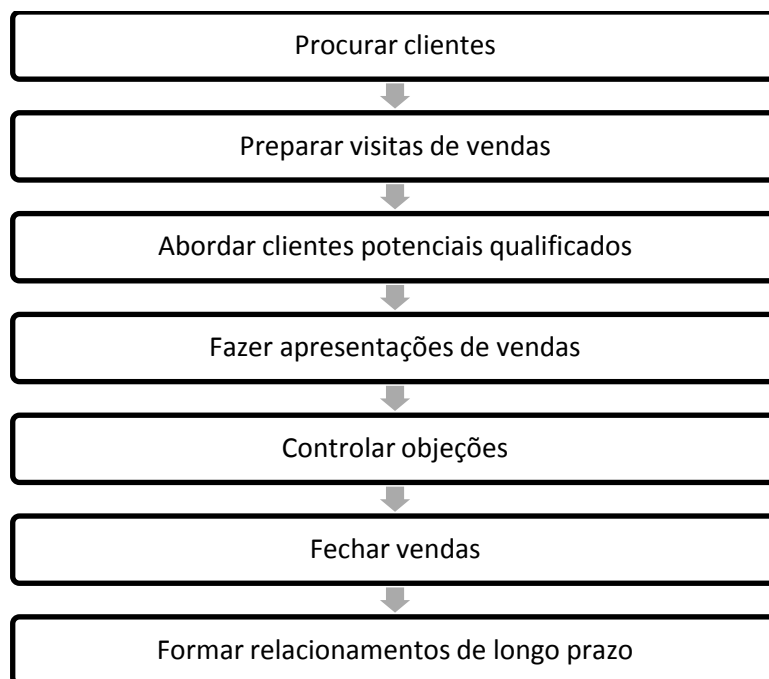 Procurar clientes
Preparar visitas de vendas
Abordar clientes potenciais qualificados
Fazer apresentações de vendas
Controlar objeções
Fechar vendas
Formar relacionamentos de longo prazo